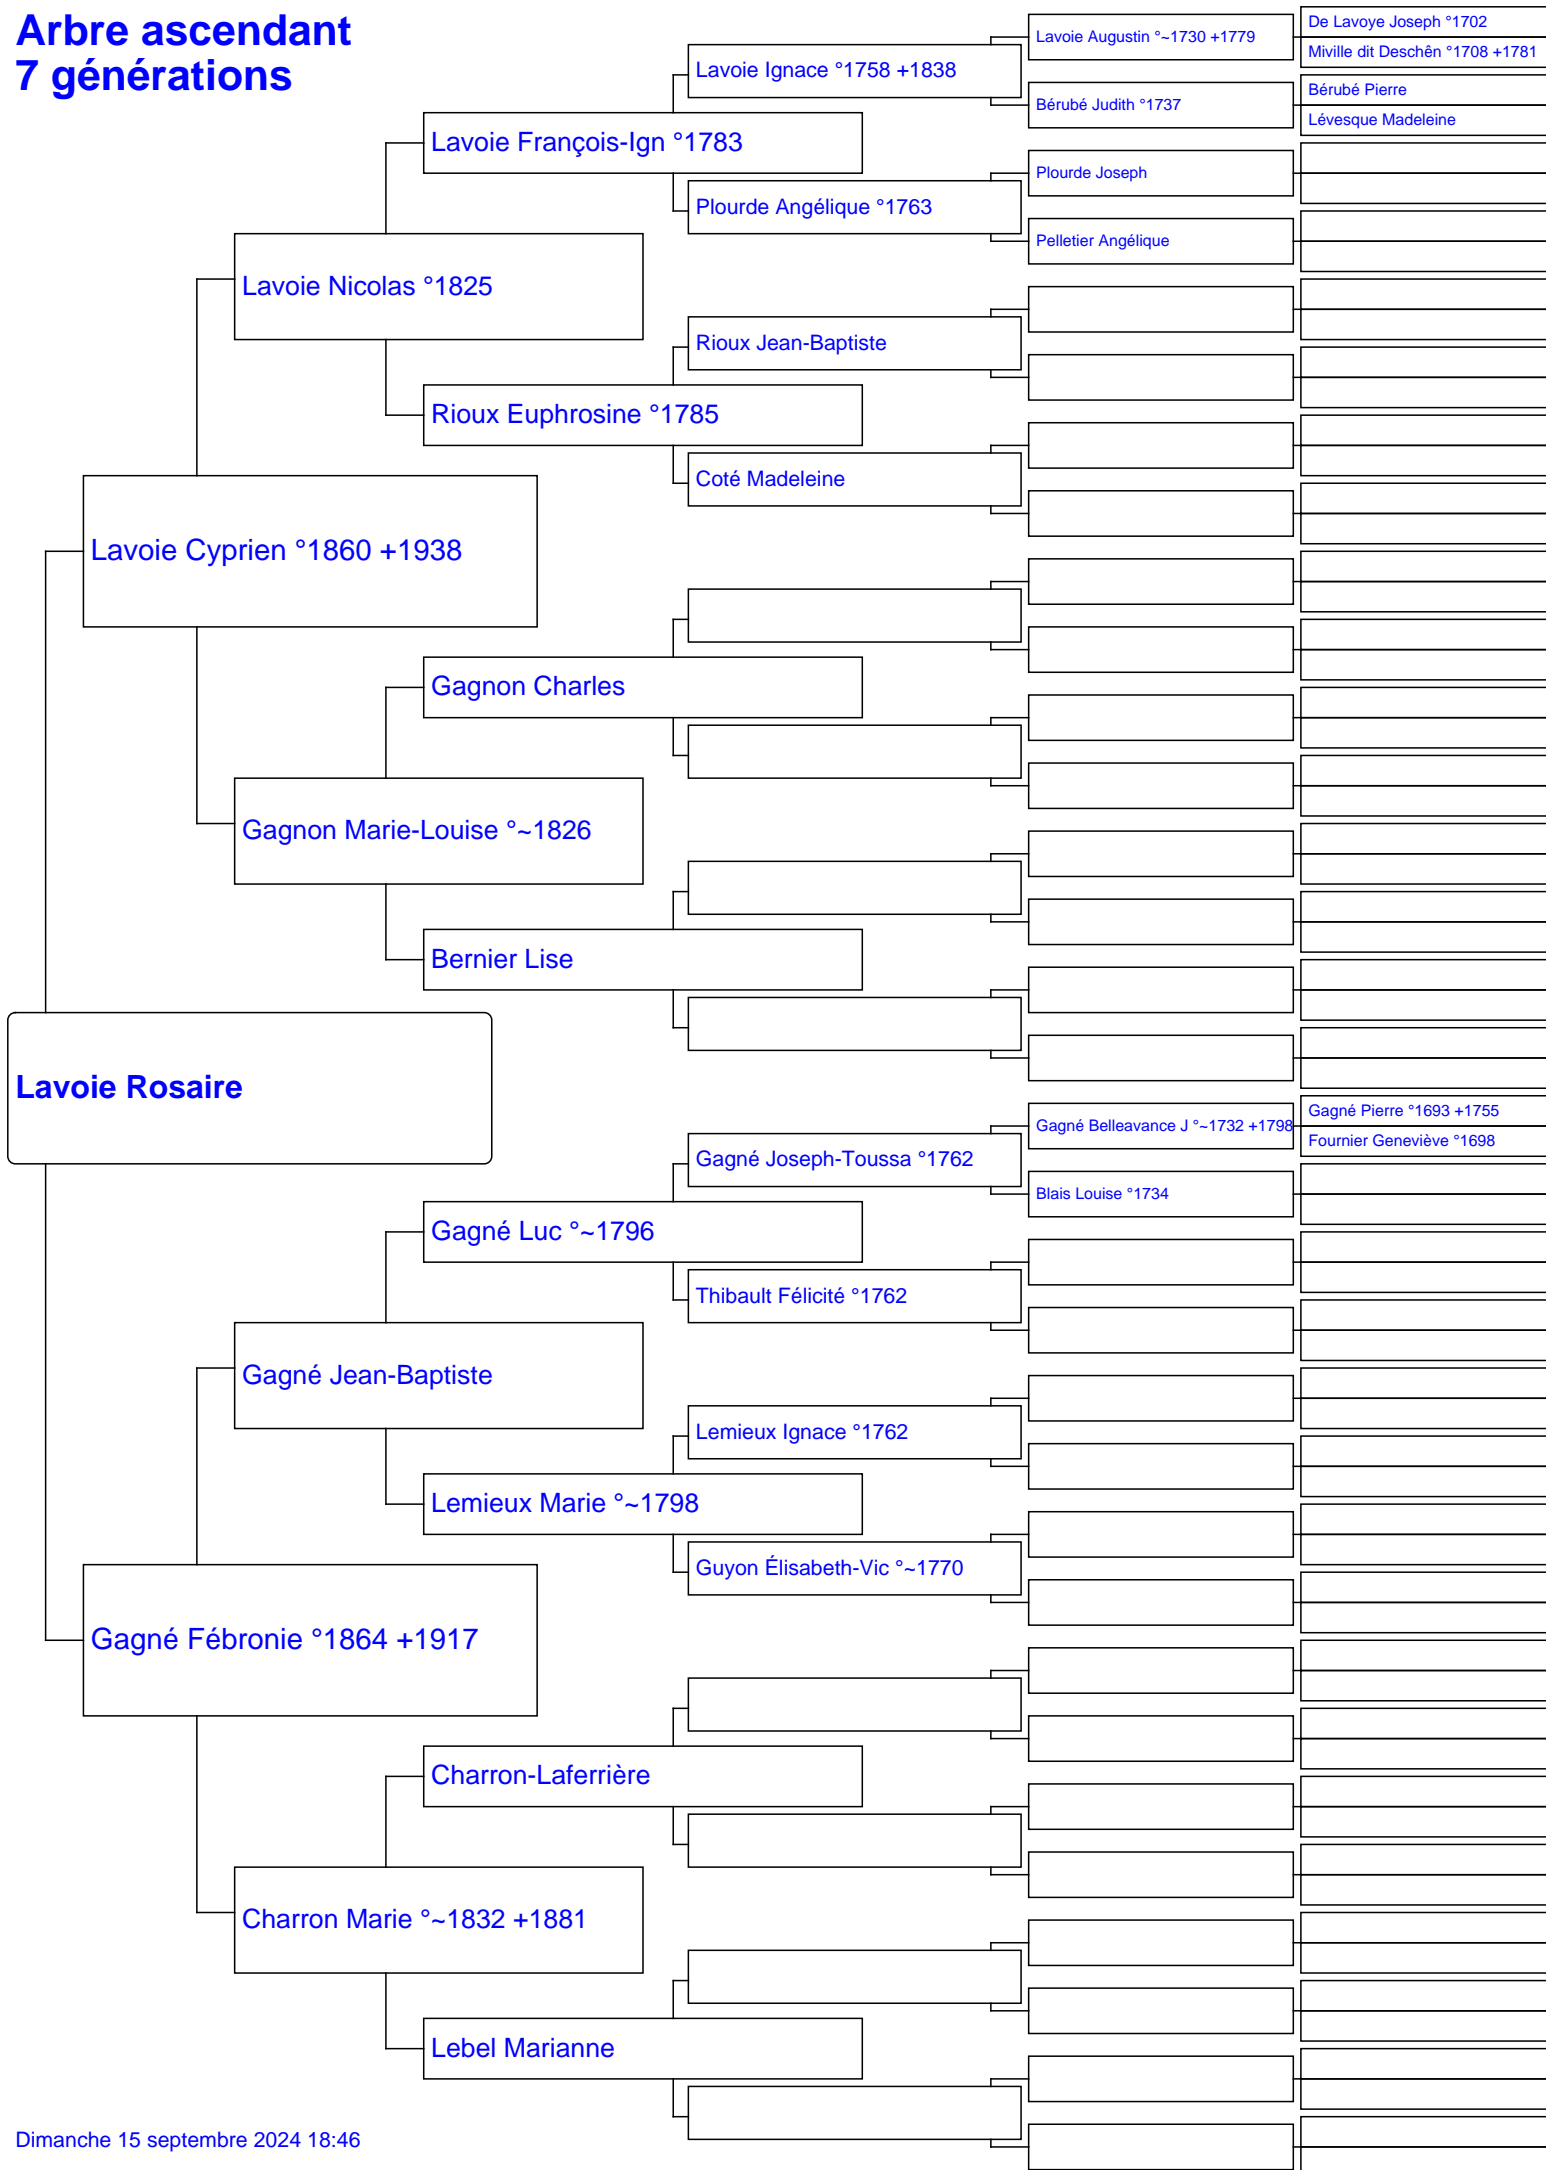 Arbre ascendant
7 générations
De Lavoye Joseph °1702
Lavoie Augustin °~1730 +1779
Miville dit Deschên °1708 +1781
Lavoie Ignace °1758 +1838
Bérubé Pierre
Bérubé Judith °1737
Lévesque Madeleine
Lavoie François-Ign °1783
Plourde Joseph
Plourde Angélique °1763
Pelletier Angélique
Lavoie Nicolas °1825
Rioux Jean-Baptiste
Rioux Euphrosine °1785
Coté Madeleine
Lavoie Cyprien °1860 +1938
Gagnon Charles
Gagnon Marie-Louise °~1826
Bernier Lise
Lavoie Rosaire
Gagné Pierre °1693 +1755
Gagné Belleavance J °~1732 +1798
Fournier Geneviève °1698
Gagné Joseph-Toussa °1762
Blais Louise °1734
Gagné Luc °~1796
Thibault Félicité °1762
Gagné Jean-Baptiste
Lemieux Ignace °1762
Lemieux Marie °~1798
Guyon Élisabeth-Vic °~1770
Gagné Fébronie °1864 +1917
Charron-Laferrière
Charron Marie °~1832 +1881
Lebel Marianne
Dimanche 15 septembre 2024 18:46